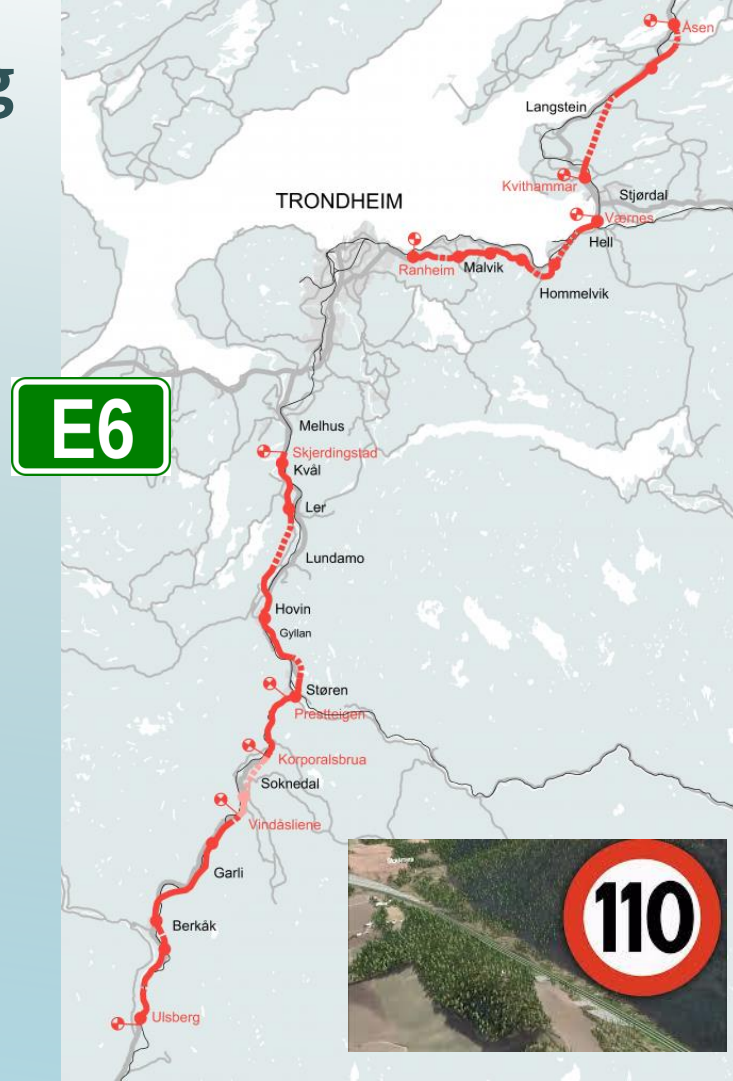 g
Åsen
Langstein
Kvithammar
Stjørdal
TRONDHEIM
Værnes
Hell
Ranheim
Malvik
Hommelvik
E6
Melhus
Skjerdingstad
Kvål
Ler
Lundamo
Hovin
Gyllan
Støren
Prestteigen
Korporalsbrua
Soknedal
Vindåsliene
Garli
110
Berkåk
Ulsberg